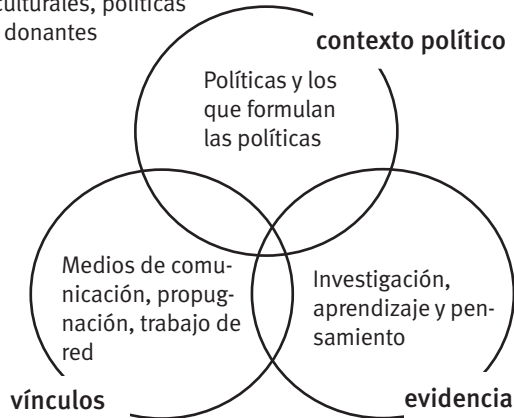 culturales, políticas
donantes
contexto político
Políticas y los
que formulan
las políticas
Medios de comu-
nicación, propug-
nación, trabajo de
red
Investigación,
aprendizaje y pen-
samiento
vínculos
evidencia